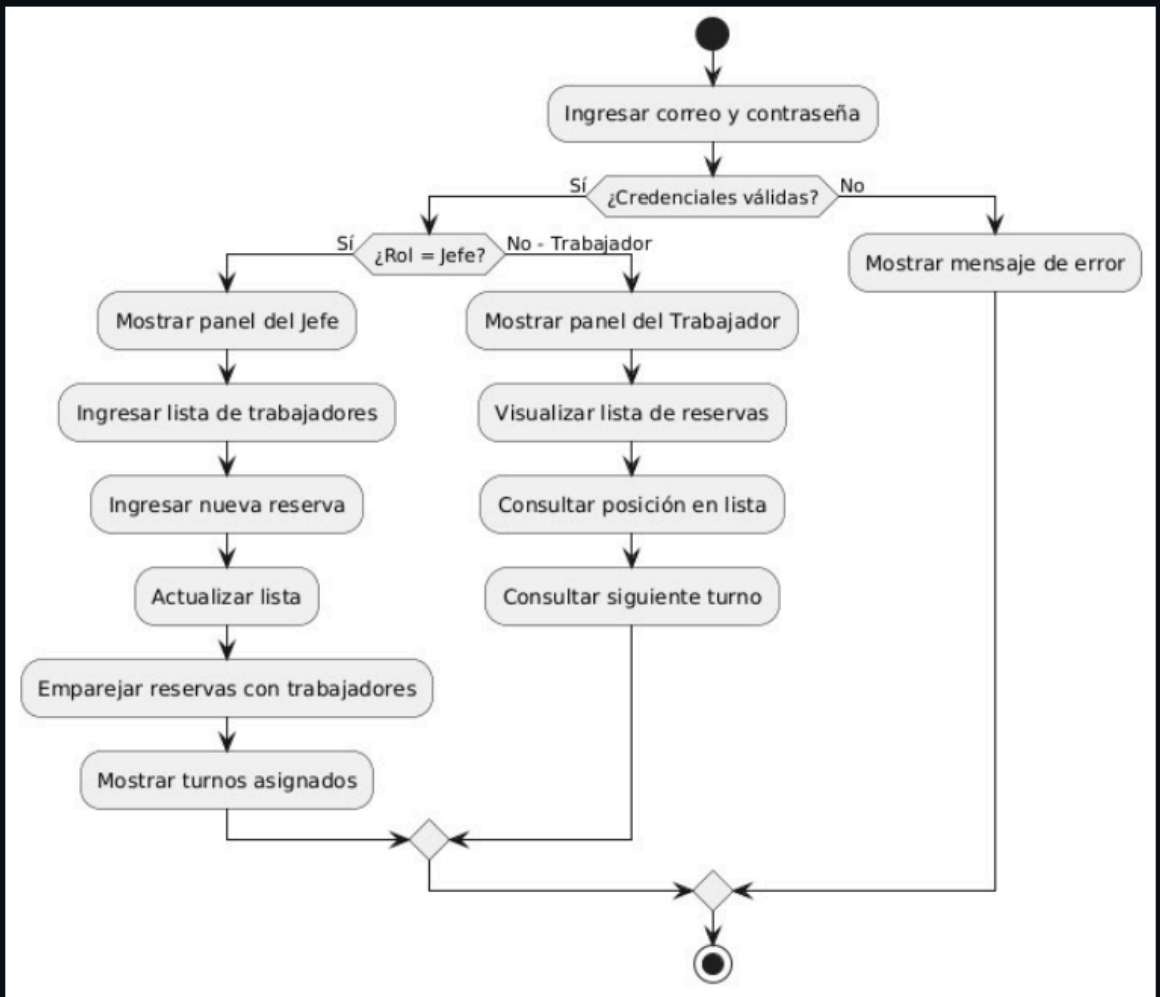 Ingresar correo y contraseña
Sí
¿Credenciales válidas?
No
Sí
¿Rol = Jefe?
No - Trabajador
Mostrar mensaje de error
Mostrar panel del Jefe
Mostrar panel del Trabajador
Ingresar lista de trabajadores
Visualizar lista de reservas
Ingresar nueva reserva
Consultar posición en lista
Actualizar lista
Consultar siguiente turno
Emparejar reservas con trabajadores
Mostrar turnos asignados